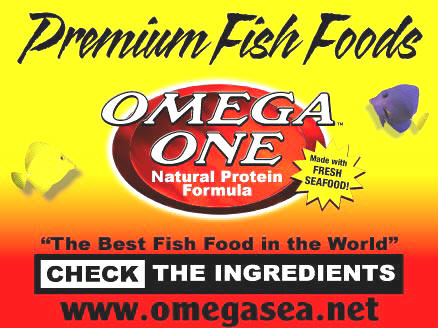 Premium Fish Foods
OMEGA
ONE™
Natural Protein
Formula
Made with
FRESH
SEAFOOD!
“The Best Fish Food in the World”
CHECK THE INGREDIENTS
www.omegasea.net